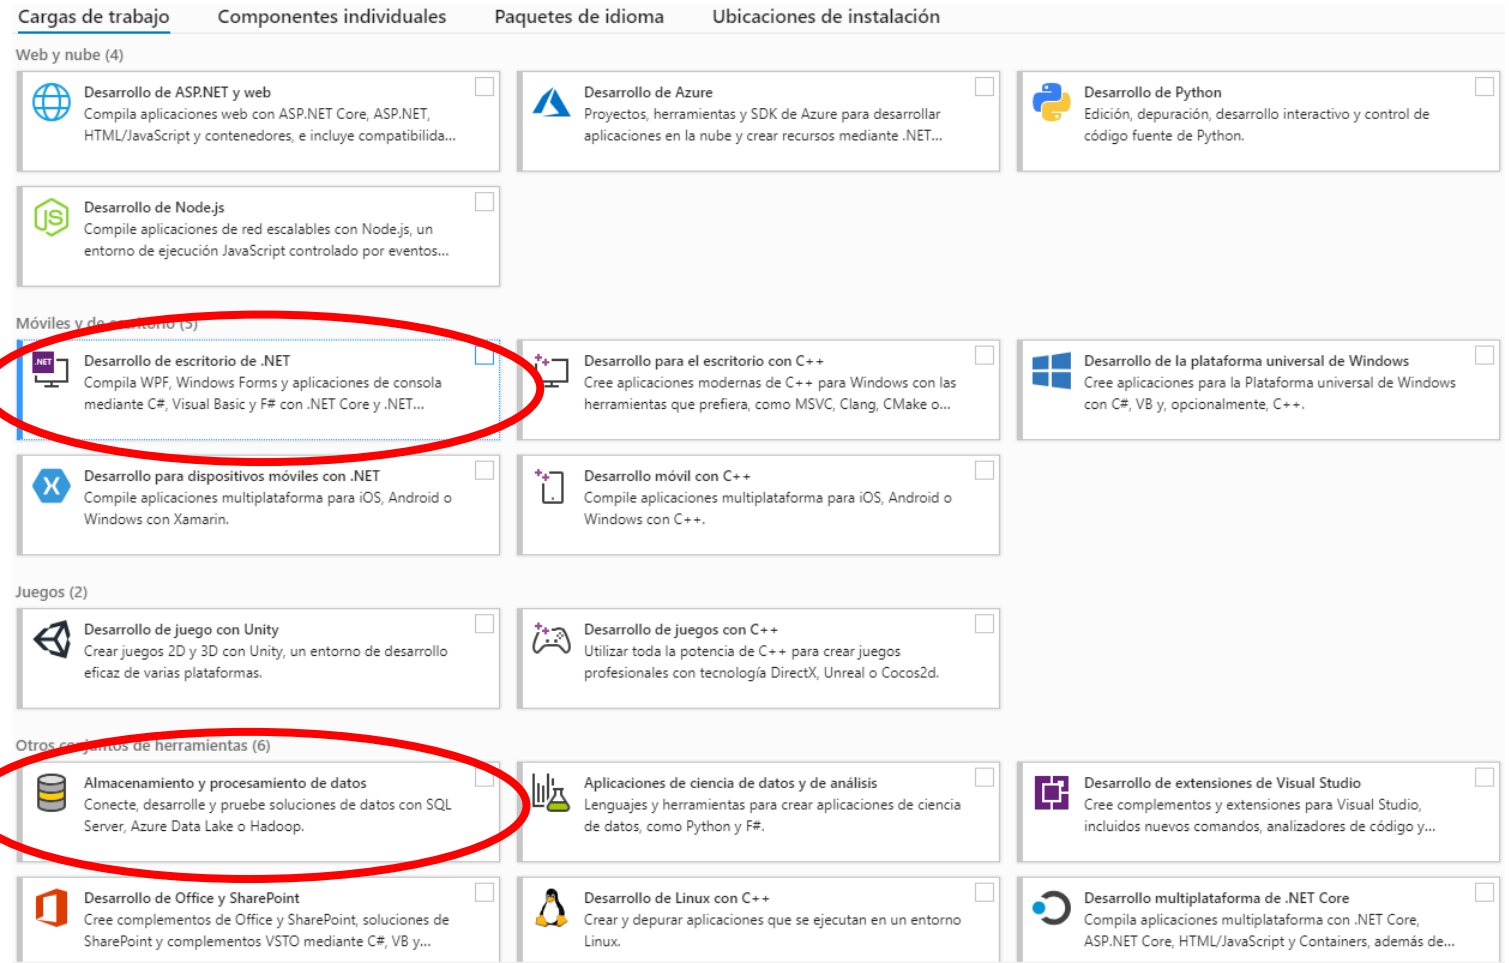 Cargas de trabajo Componentes individuales Paquetes de idioma Ubicaciones de instalación
Web y nube (4)
Desarrollo de ASP.NET y web
Compila aplicaciones web con ASP.NET Core, ASP.NET,
HTML/JavaScript y contenedores, e incluye compatibilida...
Desarrollo de Azure
Proyectos, herramientas y SDK de Azure para desarrollar
aplicaciones en la nube y crear recursos mediante .NET...
Desarrollo de Python
Edición, depuración, desarrollo interactivo y control de
código fuente de Python.
JS
Desarrollo de Node.js
Compile aplicaciones de red escalables con Node.js, un
entorno de ejecución JavaScript controlado por eventos...
Móviles y de escritorio (5)
.NET
Desarrollo de escritorio de .NET
Compila WPF, Windows Forms y aplicaciones de consola
mediante C#, Visual Basic y F# con .NET Core y .NET...
Desarrollo para el escritorio con C++
Cree aplicaciones modernas de C++ para Windows con las
herramientas que prefiera, como MSVC, Clang, CMake o...
Desarrollo de la plataforma universal de Windows
Cree aplicaciones para la Plataforma universal de Windows
con C#, VB y, opcionalmente, C++.
Desarrollo para dispositivos móviles con .NET
Compile aplicaciones multiplataforma para iOS, Android o
Windows con Xamarin.
Desarrollo móvil con C++
Compile aplicaciones multiplataforma para iOS, Android o
Windows con C++.
Juegos (2)
Desarrollo de juego con Unity
Crear juegos 2D y 3D con Unity, un entorno de desarrollo
eficaz de varias plataformas.
Desarrollo de juegos con C++
Utilizar toda la potencia de C++ para crear juegos
profesionales con tecnología DirectX, Unreal o Cocos2d.
Otros conjuntos de herramientas (6)
Almacenamiento y procesamiento de datos
Conecte, desarrolle y pruebe soluciones de datos con SQL
Server, Azure Data Lake o Hadoop.
Aplicaciones de ciencia de datos y de análisis
Lenguajes y herramientas para crear aplicaciones de ciencia
de datos, como Python y F#.
Desarrollo de extensiones de Visual Studio
Cree complementos y extensiones para Visual Studio,
incluidos nuevos comandos, analizadores de código y...
Desarrollo de Office y SharePoint
Cree complementos de Office y SharePoint, soluciones de
SharePoint y complementos VSTO mediante C#, VB y...
Desarrollo de Linux con C++
Crear y depurar aplicaciones que se ejecutan en un entorno
Linux.
Desarrollo multiplataforma de .NET Core
Compila aplicaciones multiplataforma con .NET Core,
ASP.NET Core, HTML/JavaScript y Containers, además de...